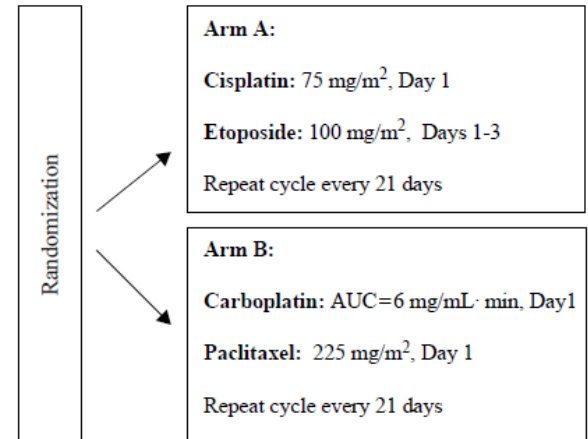 Randomization
Arm A:
Cisplatin: 75 mg/m², Day 1
Etoposide: 100 mg/m², Days 1-3
Repeat cycle every 21 days
Arm B:
Carboplatin: AUC=6 mg/mL· min, Day1
Paclitaxel: 225 mg/m², Day 1
Repeat cycle every 21 days